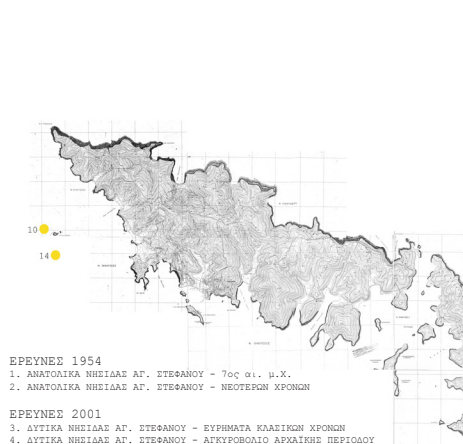 10
14
ΕΡΕΥΝΕΣ 1954
1. ΑΝΑΤΟΛΙΚΑ ΝΗΣΙΔΑΣ ΑΓ. ΣΤΕΦΑΝΟΥ - 7ος αι. μ.Χ.
2. ΑΝΑΤΟΛΙΚΑ ΝΗΣΙΔΑΣ ΑΓ. ΣΤΕΦΑΝΟΥ - ΝΕΟΤΕΡΩΝ ΧΡΟΝΩΝ
ΕΡΕΥΝΕΣ 2001
3. ΔΥΤΙΚΑ ΝΗΣΙΔΑΣ ΑΓ. ΣΤΕΦΑΝΟΥ - ΕΥΡΗΜΑΤΑ ΚΛΑΣΙΚΩΝ ΧΡΟΝΩΝ
4. ΔΥΤΙΚΑ ΝΗΣΙΔΑΣ ΑΓ. ΣΤΕΦΑΝΟΥ - ΑΓΚΥΡΟΒΟΛΙΟ ΑΡΧΑΪΚΗΣ ΠΕΡΙΟΔΟΥ